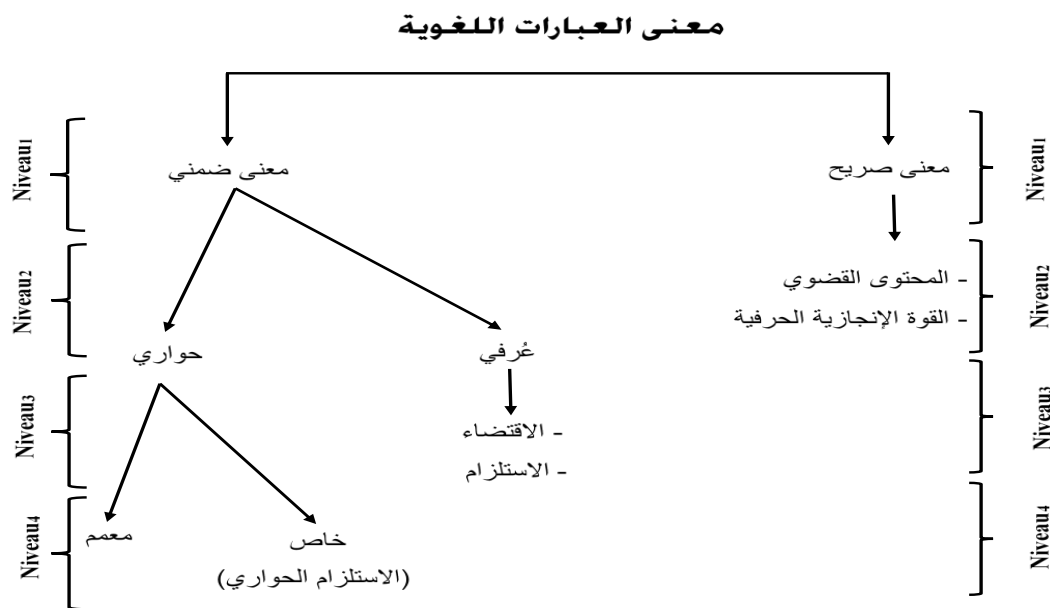 معنى العبارات اللغوية
Niveau1
معنى صريح
معنى ضمني
Niveau1
Niveau2
- المحتوى القضوي
- القوة الإنجازية الحرفية
عُرفي
حواري
Niveau2
Niveau3
- الاقتضاء
- الاستلزام
Niveau3
Niveau4
خاص
(الاستلزام الحواري)
معمم
Niveau4